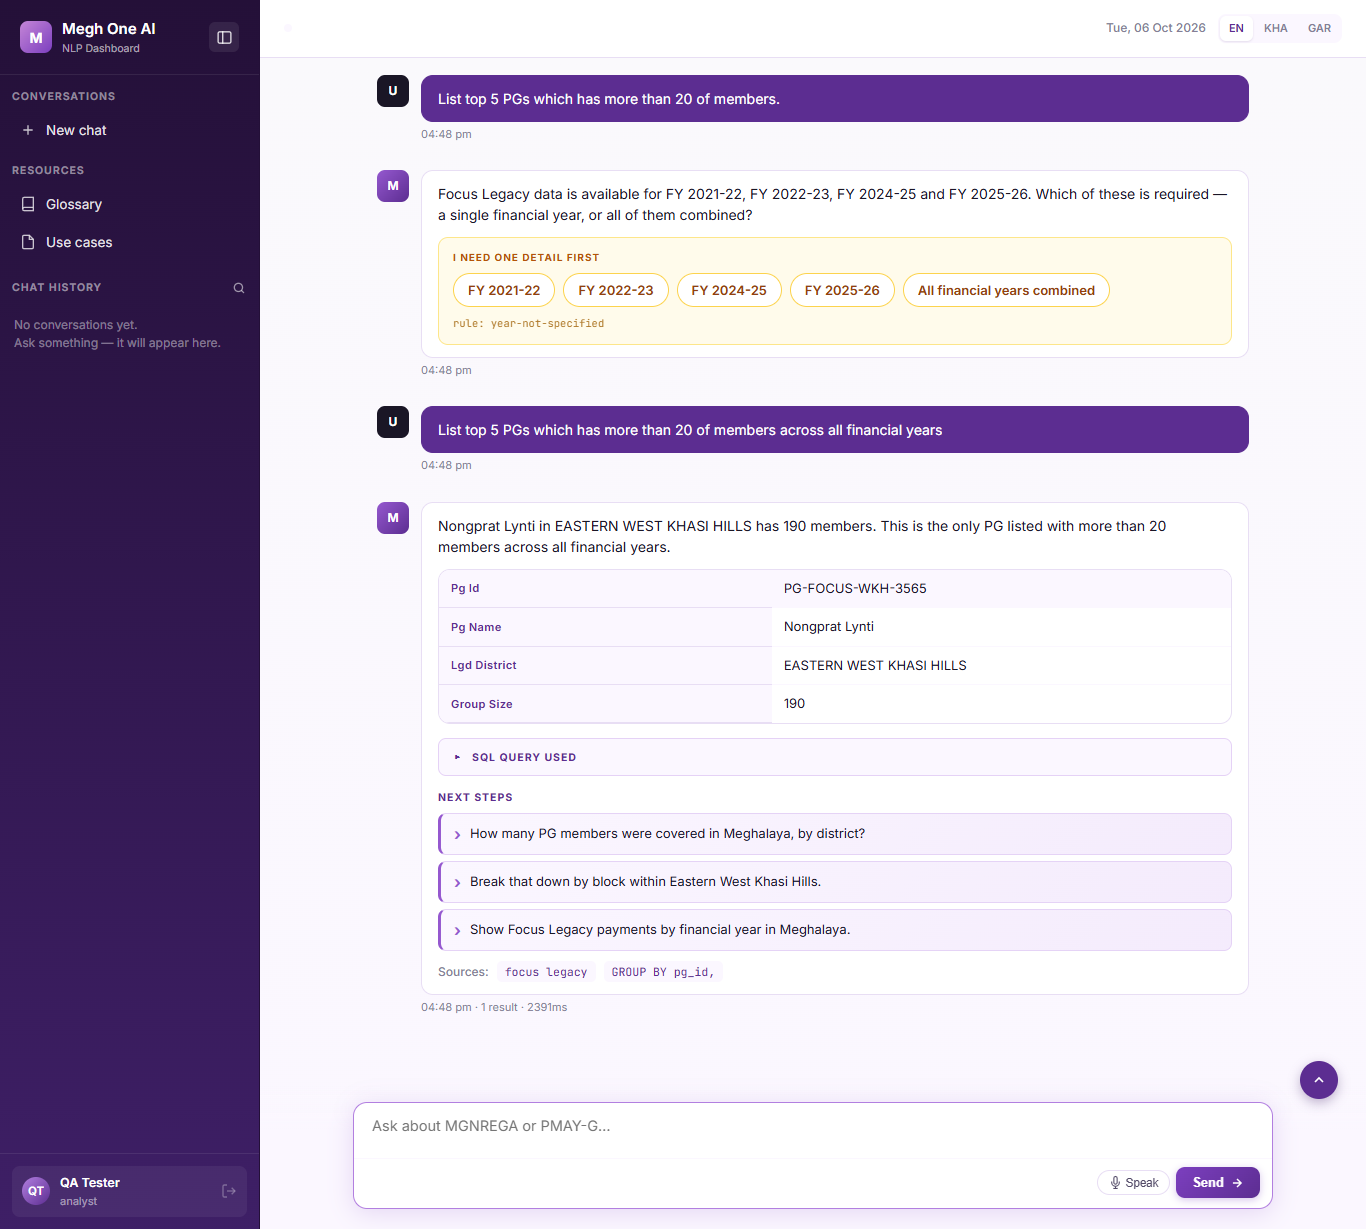 M
Megh One AI
NLP Dashboard
CONVERSATIONS
New chat
RESOURCES
Glossary
Use cases
CHAT HISTORY
No conversations yet.
Ask something — it will appear here.
QT
QA Tester
analyst
Tue, 06 Oct 2026
EN KHA GAR
U
List top 5 PGs which has more than 20 of members.
04:48 pm
M
Focus Legacy data is available for FY 2021-22, FY 2022-23, FY 2024-25 and FY 2025-26. Which of these is required —
a single financial year, or all of them combined?
I NEED ONE DETAIL FIRST
FY 2021-22 FY 2022-23 FY 2024-25 FY 2025-26 All financial years combined
rule: year-not-specified
04:48 pm
U
List top 5 PGs which has more than 20 of members across all financial years
04:48 pm
M
Nongprat Lynti in EASTERN WEST KHASI HILLS has 190 members. This is the only PG listed with more than 20
members across all financial years.
Pg Id PG-FOCUS-WKH-3565
Pg Name Nongprat Lynti
Lgd District EASTERN WEST KHASI HILLS
Group Size 190
SQL QUERY USED
NEXT STEPS
How many PG members were covered in Meghalaya, by district?
Break that down by block within Eastern West Khasi Hills.
Show Focus Legacy payments by financial year in Meghalaya.
Sources: focus legacy GROUP BY pg_id,
04:48 pm · 1 result · 2391ms
Ask about MGNREGA or PMAY-G...
Speak
Send →